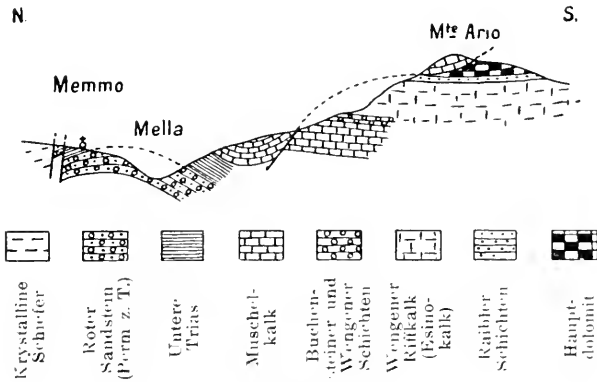 N.
S.
Mte Ario
Memmo
Mella
Krystalline
Schiefer
Roter
Sandstein
(Perm z. T.)
Untere
Trias
Muschel-
kalk
Buchen-
steiner und
Wengener
Schichten
Wengener
Riffkalk
(Esino-
kalk)
Raibler
Schichten
Haupt-
dolomit